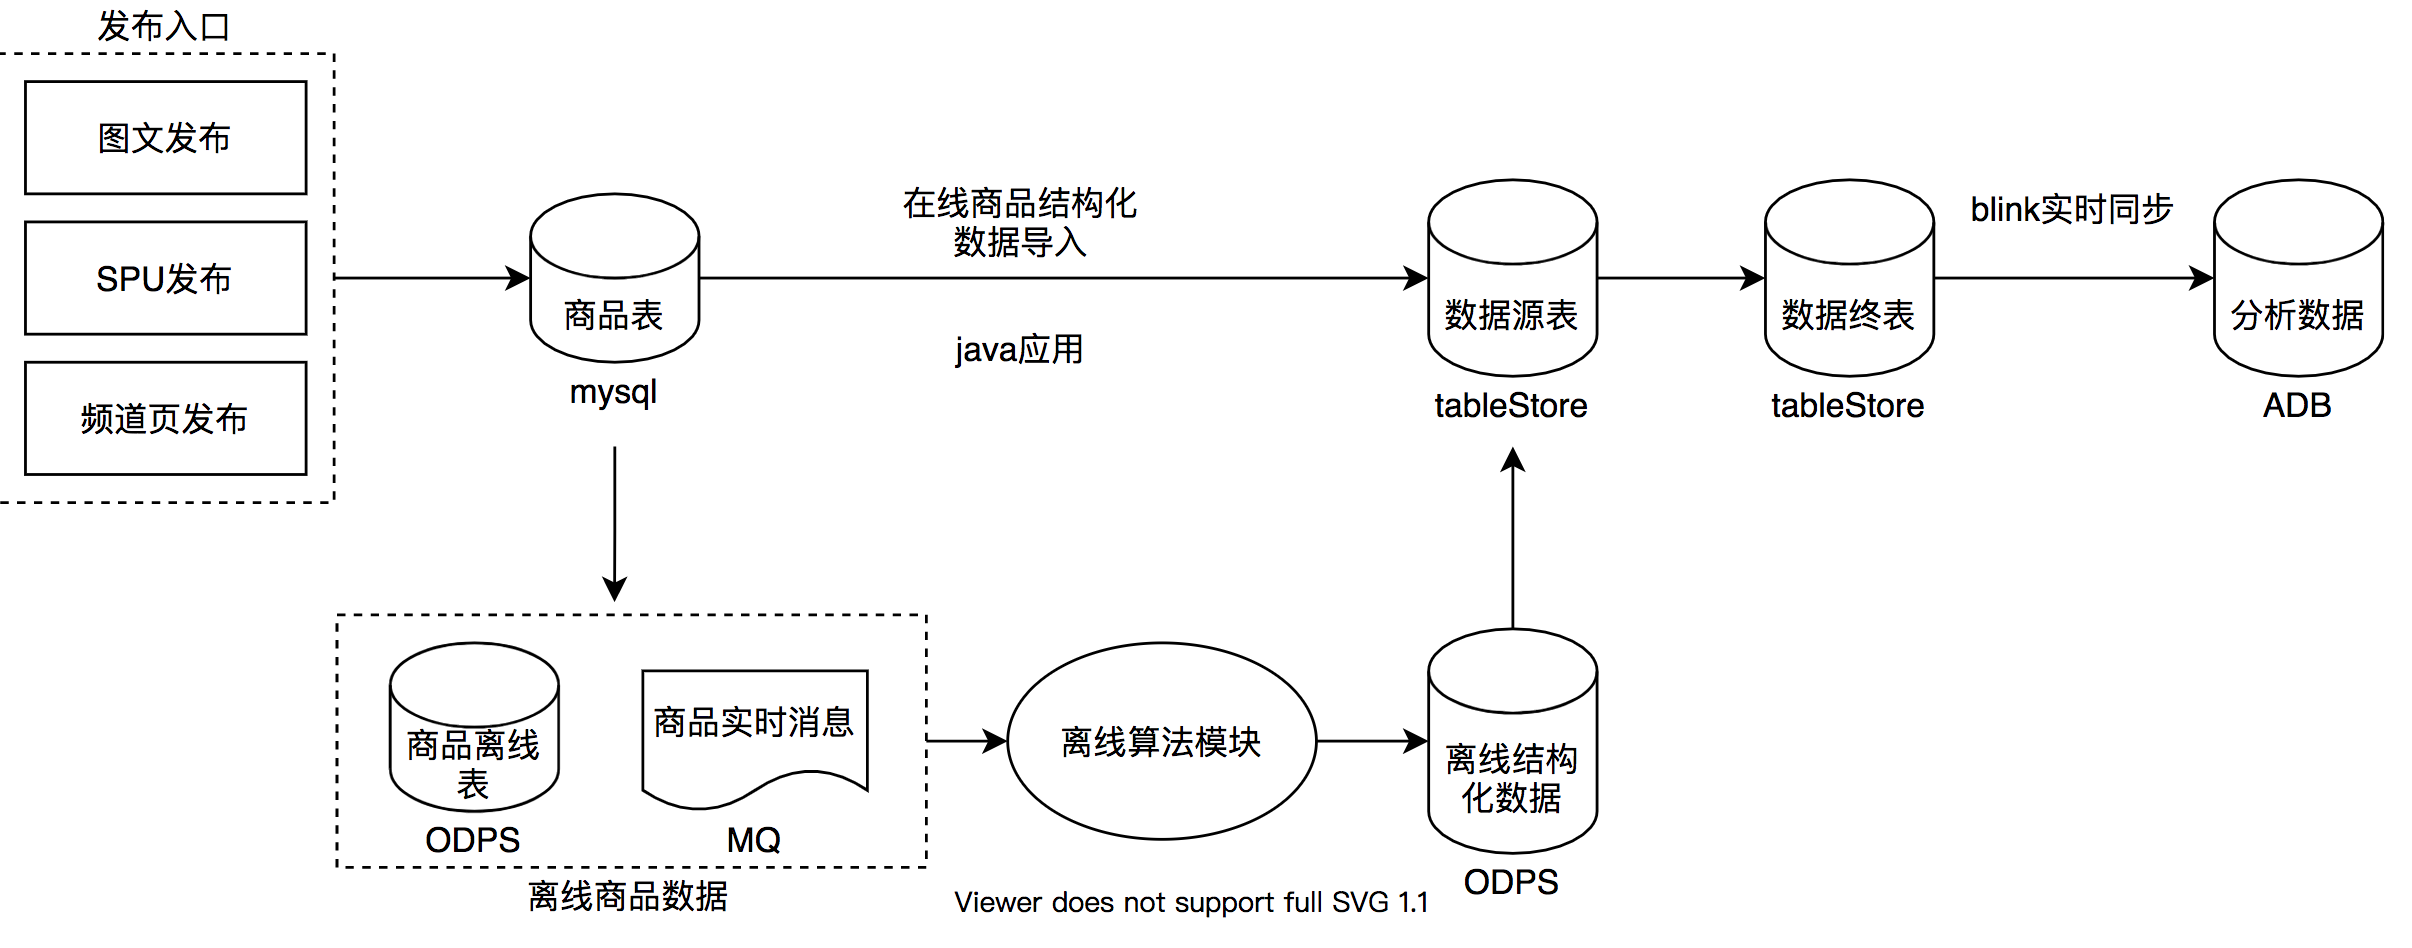 发布入口
图文发布
SPU发布
频道页发布
商品表
mysql
在线商品结构化
数据导入
java应用
数据源表
tableStore
数据终表
tableStore
blink实时同步
分析数据
ADB
商品离线
表
ODPS
商品实时消息
MQ
离线商品数据
离线算法模块
离线结构
化数据
ODPS
Viewer does not support full SVG 1.1